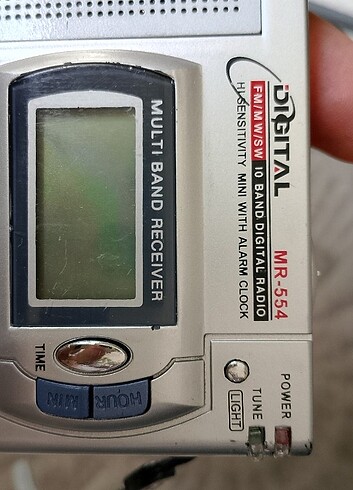 DIGITAL
FM/MW/SW 10 BAND DIGITAL RADIO
HI SENSITIVITY MINI WITH ALARM CLOCK
MR-554
MULTI BAND RECEIVER
TIME
HOUR
MIN
LIGHT
TUNE
POWER